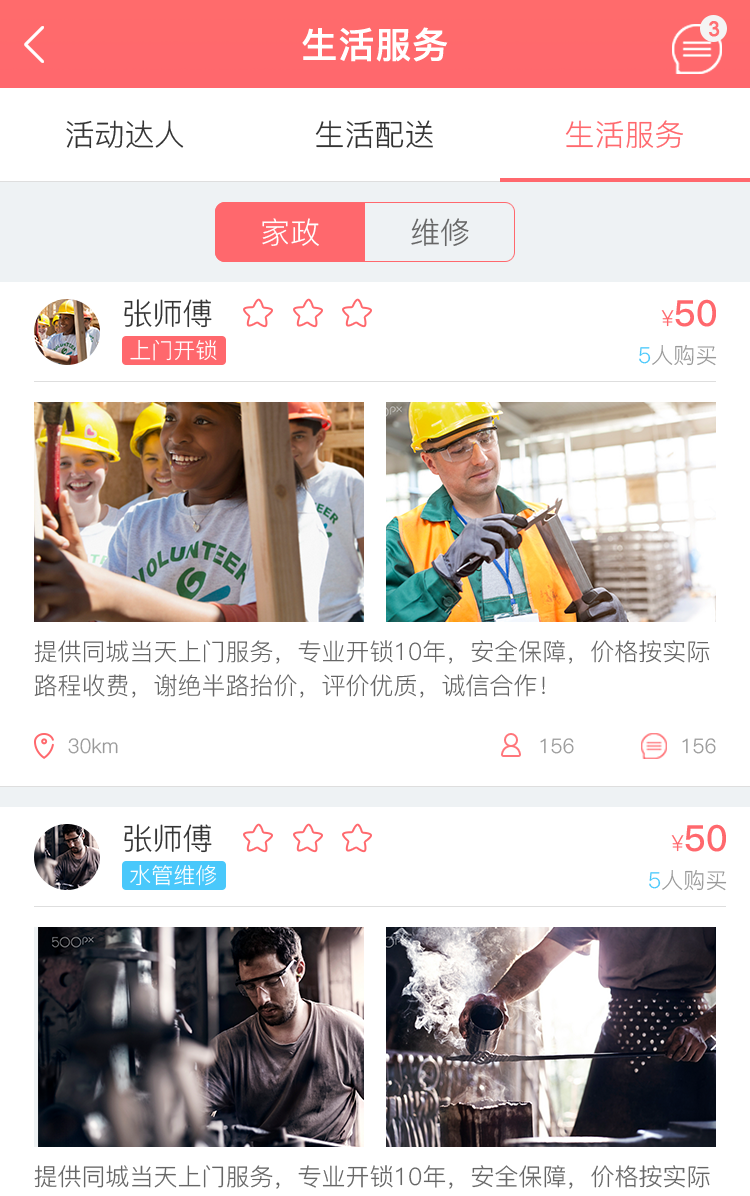 生活服务
3
活动达人 生活配送 生活服务
家政 维修
张师傅 ¥50
上门开锁 5人购买
VOLUNTEER
提供同城当天上门服务，专业开锁10年，安全保障，价格按实际
路程收费，谢绝半路抬价，评价优质，诚信合作！
30km 156 156
张师傅 ¥50
水管维修 5人购买
500px
提供同城当天上门服务，专业开锁10年，安全保障，价格按实际